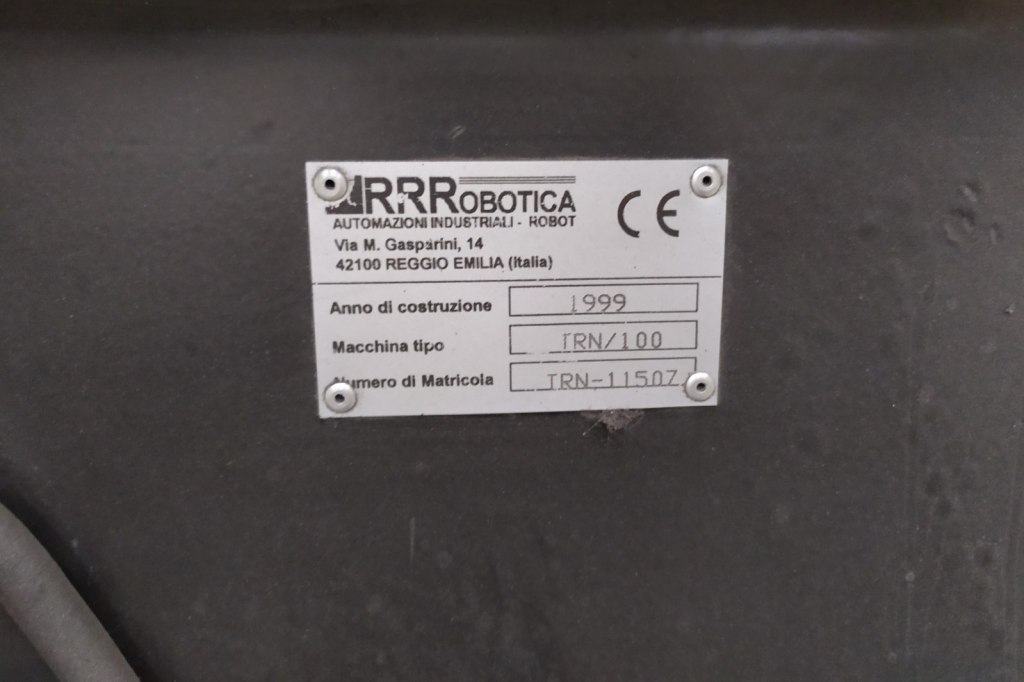 RRROBOTICA
AUTOMAZIONI INDUSTRIALI - ROBOT
CE
Via M. Gasparini, 14
42100 REGGIO EMILIA (Italia)
Anno di costruzione 1999
Macchina tipo TRN/100
Numero di Matricola TRN-11507